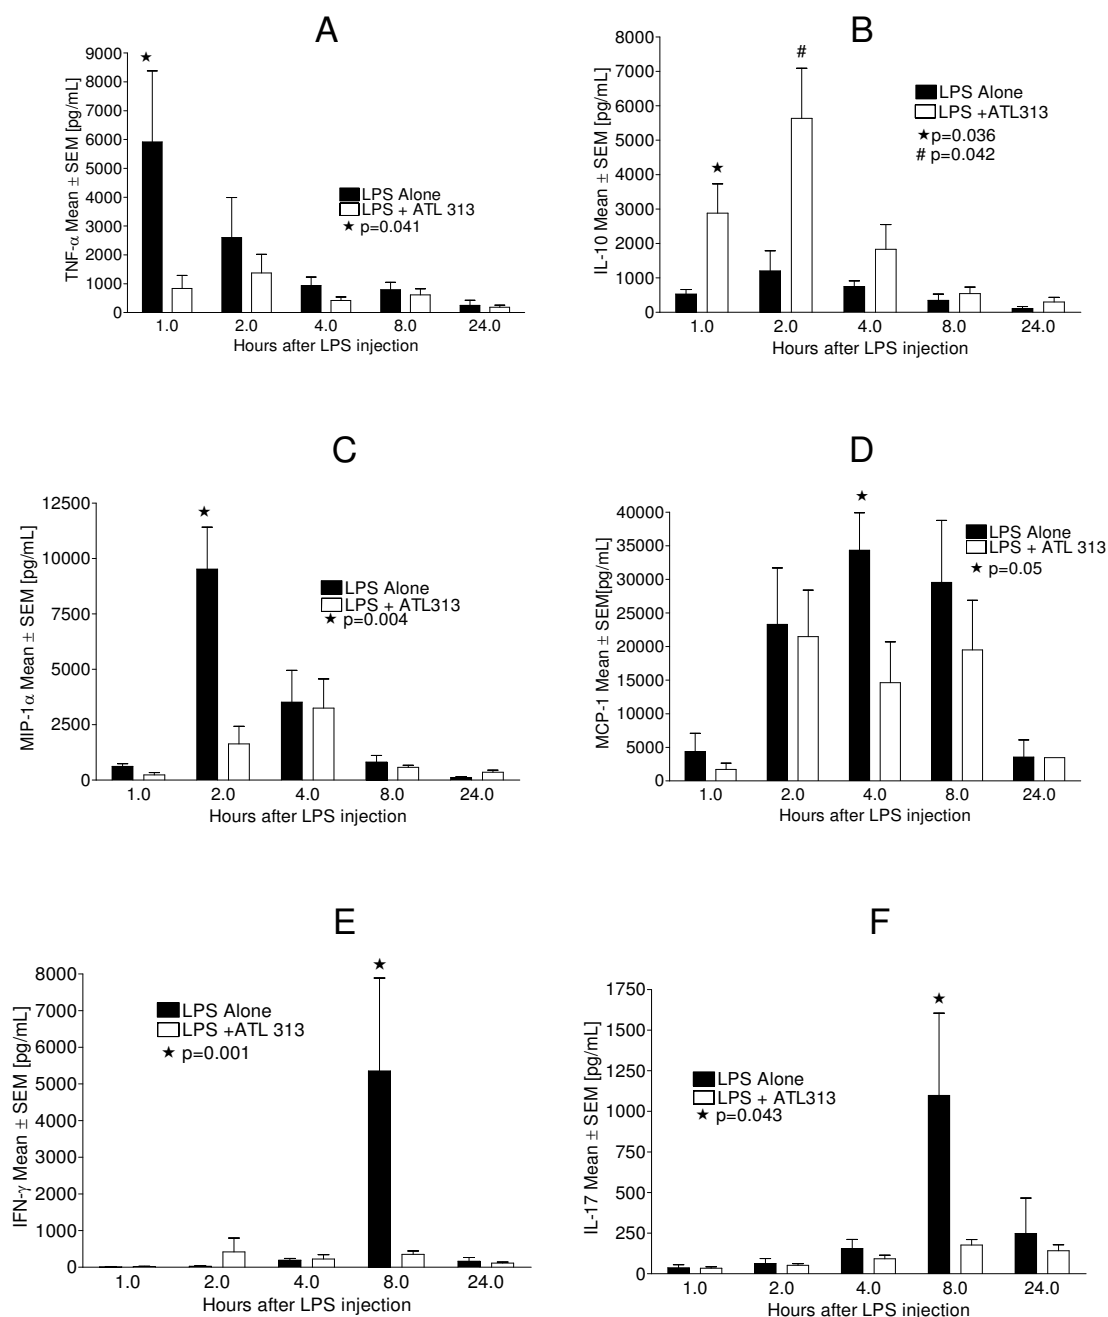 A
TNF-α Mean ± SEM [pg/mL]
9000
8000
7000
6000
5000
4000
3000
2000
1000
0
★
LPS Alone
LPS + ATL 313
★ p=0.041
1.0 2.0 4.0 8.0 24.0
Hours after LPS injection
B
IL-10 Mean ± SEM [pg/mL]
8000
7000
6000
5000
4000
3000
2000
1000
0
★
#
LPS Alone
LPS +ATL313
★p=0.036
# p=0.042
1.0 2.0 4.0 8.0 24.0
Hours after LPS injection
C
MIP-1α Mean ± SEM [pg/mL]
12500
10000
7500
5000
2500
0
★
LPS Alone
LPS + ATL313
★ p=0.004
1.0 2.0 4.0 8.0 24.0
Hours after LPS injection
D
MCP-1 Mean ± SEM[pg/mL]
40000
35000
30000
25000
20000
15000
10000
5000
0
★
LPS Alone
LPS + ATL 313
★ p=0.05
1.0 2.0 4.0 8.0 24.0
Hours after LPS injection
E
IFN-γ Mean ± SEM [pg/mL]
8000
7000
6000
5000
4000
3000
2000
1000
0
★
LPS Alone
LPS +ATL 313
★ p=0.001
1.0 2.0 4.0 8.0 24.0
Hours after LPS injection
F
IL-17 Mean ± SEM [pg/mL]
1750
1500
1250
1000
750
500
250
0
★
LPS Alone
LPS + ATL313
★ p=0.043
1.0 2.0 4.0 8.0 24.0
Hours after LPS injection